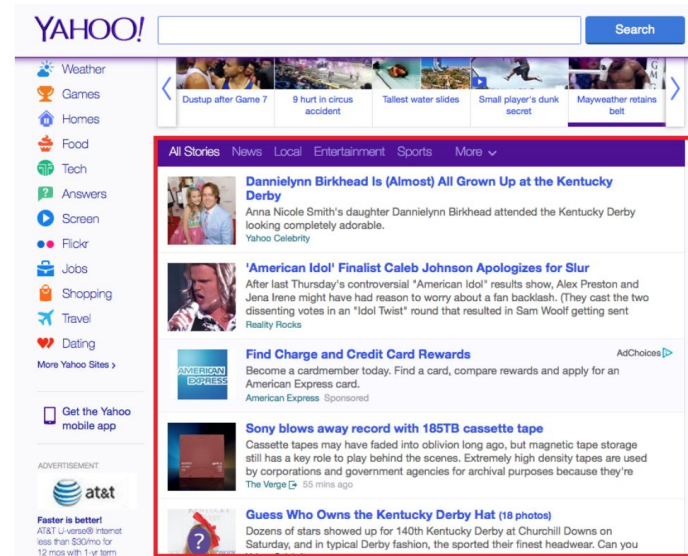 YAHOO!
Search
Weather
Games
Homes
Food
Tech
Answers
Screen
Flickr
Jobs
Shopping
Travel
Dating
More Yahoo Sites >
Get the Yahoo
mobile app
ADVERTISEMENT
at&t
Faster is better!
AT&T U-verse® Internet
less than $30/mo for
12 mos with 1-yr term
Dustup after Game 7
9 hurt in circus
accident
Tallest water slides
Small player's dunk
secret
Mayweather retains
belt
All Stories News Local Entertainment Sports More
Dannielynn Birkhead Is (Almost) All Grown Up at the Kentucky
Derby
Anna Nicole Smith's daughter Dannielynn Birkhead attended the Kentucky Derby
looking completely adorable.
Yahoo Celebrity
'American Idol' Finalist Caleb Johnson Apologizes for Slur
After last Thursday's controversial "American Idol" results show, Alex Preston and
Jena Irene might have had reason to worry about a fan backlash. (They cast the two
dissenting votes in an "Idol Twist" round that resulted in Sam Woolf getting sent
Reality Rocks
AMERICAN
EXPRESS
Find Charge and Credit Card Rewards
AdChoices
Become a cardmember today. Find a card, compare rewards and apply for an
American Express card.
American Express Sponsored
Sony blows away record with 185TB cassette tape
Cassette tapes may have faded into oblivion long ago, but magnetic tape storage
still has a key role to play behind the scenes. Extremely high density tapes are used
by corporations and government agencies for archival purposes because they're
The Verge 55 mins ago
Guess Who Owns the Kentucky Derby Hat (18 photos)
Dozens of stars showed up for 140th Kentucky Derby at Churchill Downs on
Saturday, and in typical Derby fashion, the sported their finest headwear. Can you